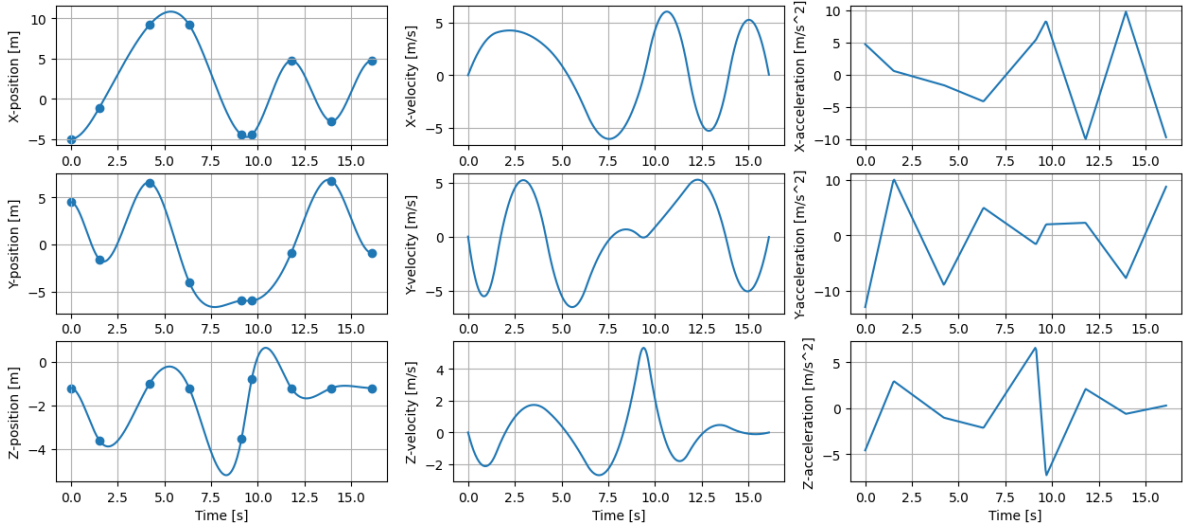 X-position [m]
10
5
0
−5
0.0 2.5 5.0 7.5 10.0 12.5 15.0
X-velocity [m/s]
5
0
−5
0.0 2.5 5.0 7.5 10.0 12.5 15.0
X-acceleration [m/s^2]
10
5
0
−5
−10
0.0 2.5 5.0 7.5 10.0 12.5 15.0
Y-position [m]
5
0
−5
0.0 2.5 5.0 7.5 10.0 12.5 15.0
Y-velocity [m/s]
5
0
−5
0.0 2.5 5.0 7.5 10.0 12.5 15.0
Y-acceleration [m/s^2]
10
0
−10
0.0 2.5 5.0 7.5 10.0 12.5 15.0
Z-position [m]
0
−2
−4
0.0 2.5 5.0 7.5 10.0 12.5 15.0
Time [s]
Z-velocity [m/s]
4
2
0
−2
0.0 2.5 5.0 7.5 10.0 12.5 15.0
Time [s]
Z-acceleration [m/s^2]
5
0
−5
0.0 2.5 5.0 7.5 10.0 12.5 15.0
Time [s]